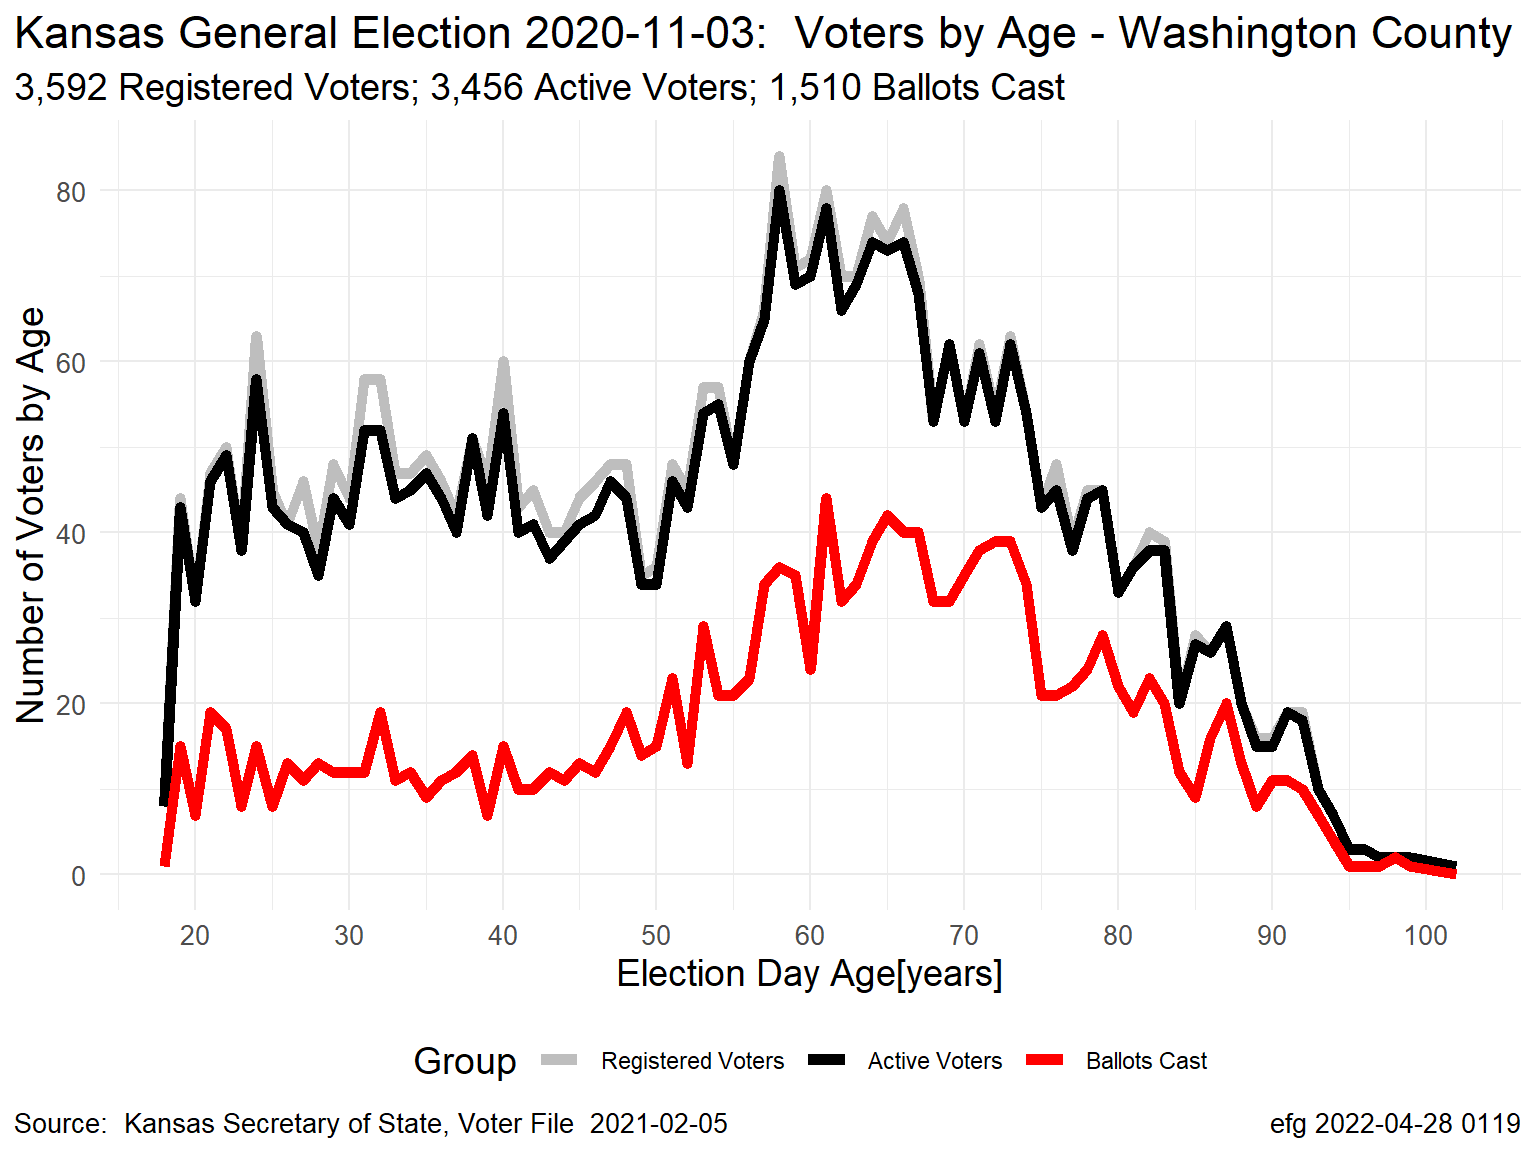 Kansas General Election 2020-11-03:  Voters by Age - Washington County
3,592 Registered Voters; 3,456 Active Voters; 1,510 Ballots Cast
Number of Voters by Age
80
60
40
20
0
20 30 40 50 60 70 80 90 100
Election Day Age[years]
Group Registered Voters Active Voters Ballots Cast
Source:  Kansas Secretary of State, Voter File  2021-02-05 efg 2022-04-28 0119